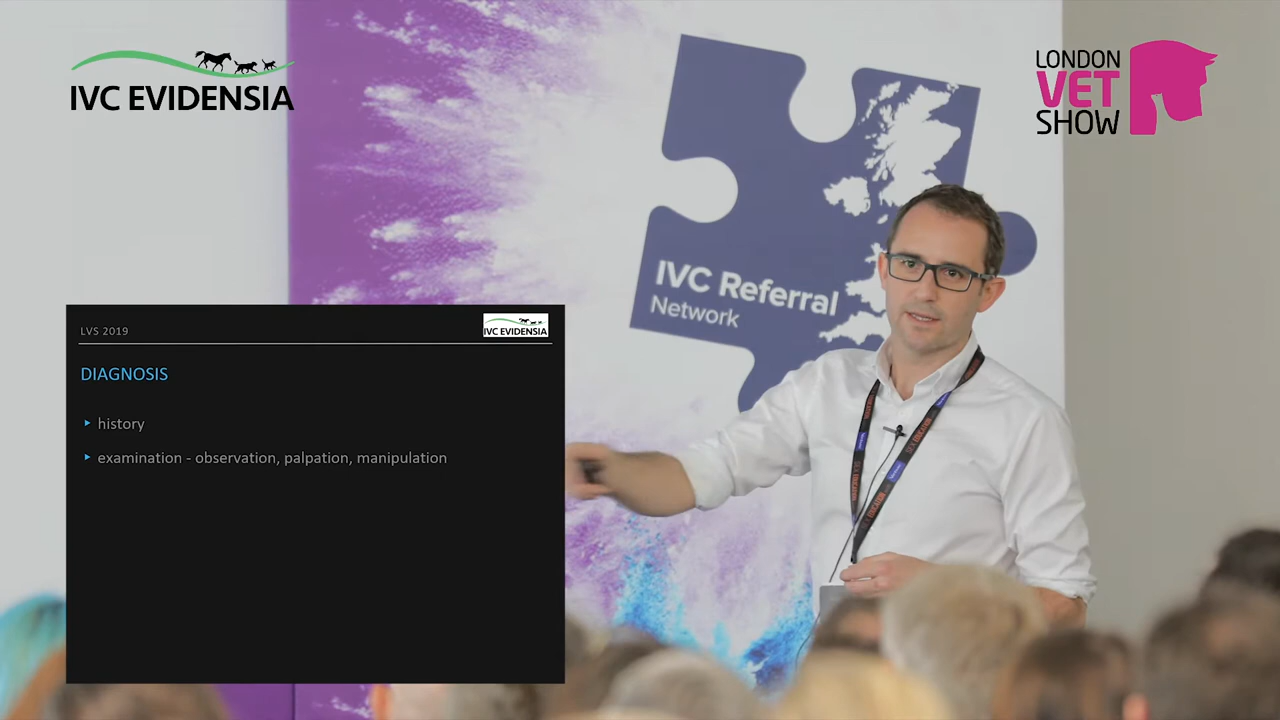 IVC EVIDENSIA
LONDON
VET
SHOW
IVC Referral
Network
LVS 2019
IVC EVIDENSIA
DIAGNOSIS
history
examination - observation, palpation, manipulation